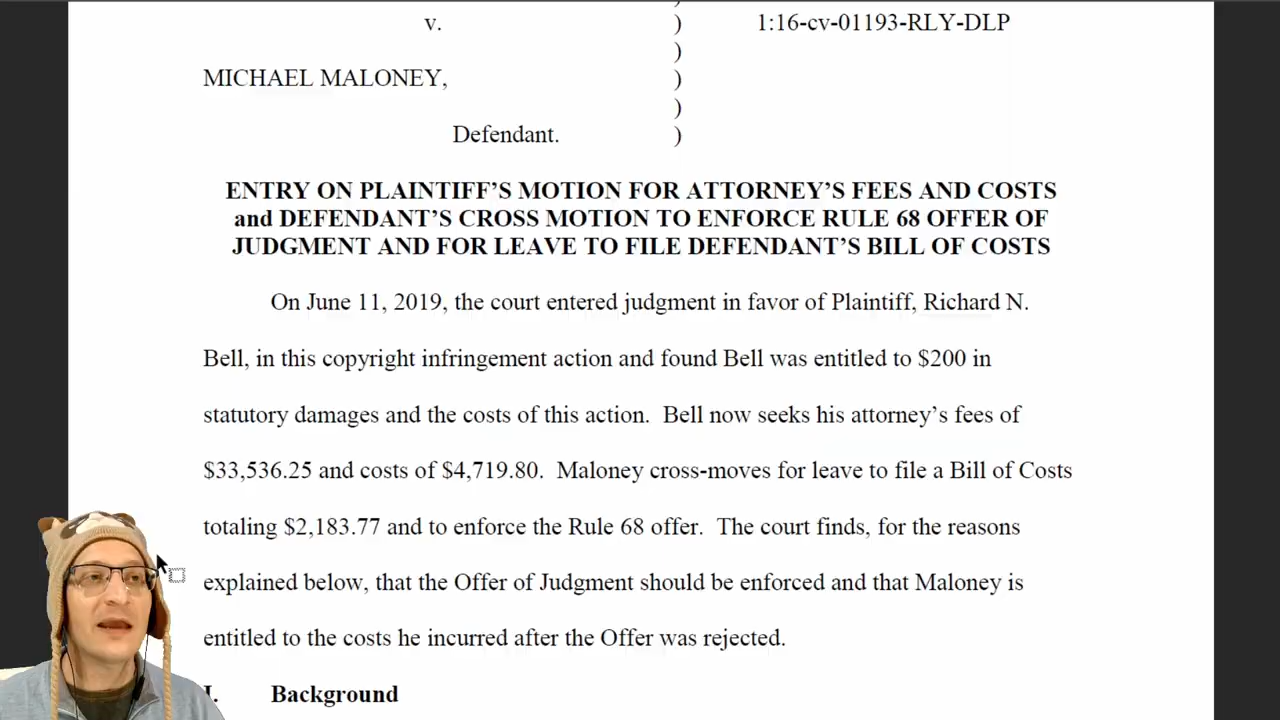 v. ) 1:16-cv-01193-RLY-DLP
)
MICHAEL MALONEY, )
)
Defendant. )
ENTRY ON PLAINTIFF’S MOTION FOR ATTORNEY’S FEES AND COSTS
and DEFENDANT’S CROSS MOTION TO ENFORCE RULE 68 OFFER OF
JUDGMENT AND FOR LEAVE TO FILE DEFENDANT’S BILL OF COSTS
On June 11, 2019, the court entered judgment in favor of Plaintiff, Richard N.
Bell, in this copyright infringement action and found Bell was entitled to $200 in
statutory damages and the costs of this action. Bell now seeks his attorney’s fees of
$33,536.25 and costs of $4,719.80. Maloney cross-moves for leave to file a Bill of Costs
totaling $2,183.77 and to enforce the Rule 68 offer. The court finds, for the reasons
explained below, that the Offer of Judgment should be enforced and that Maloney is
entitled to the costs he incurred after the Offer was rejected.
I. Background